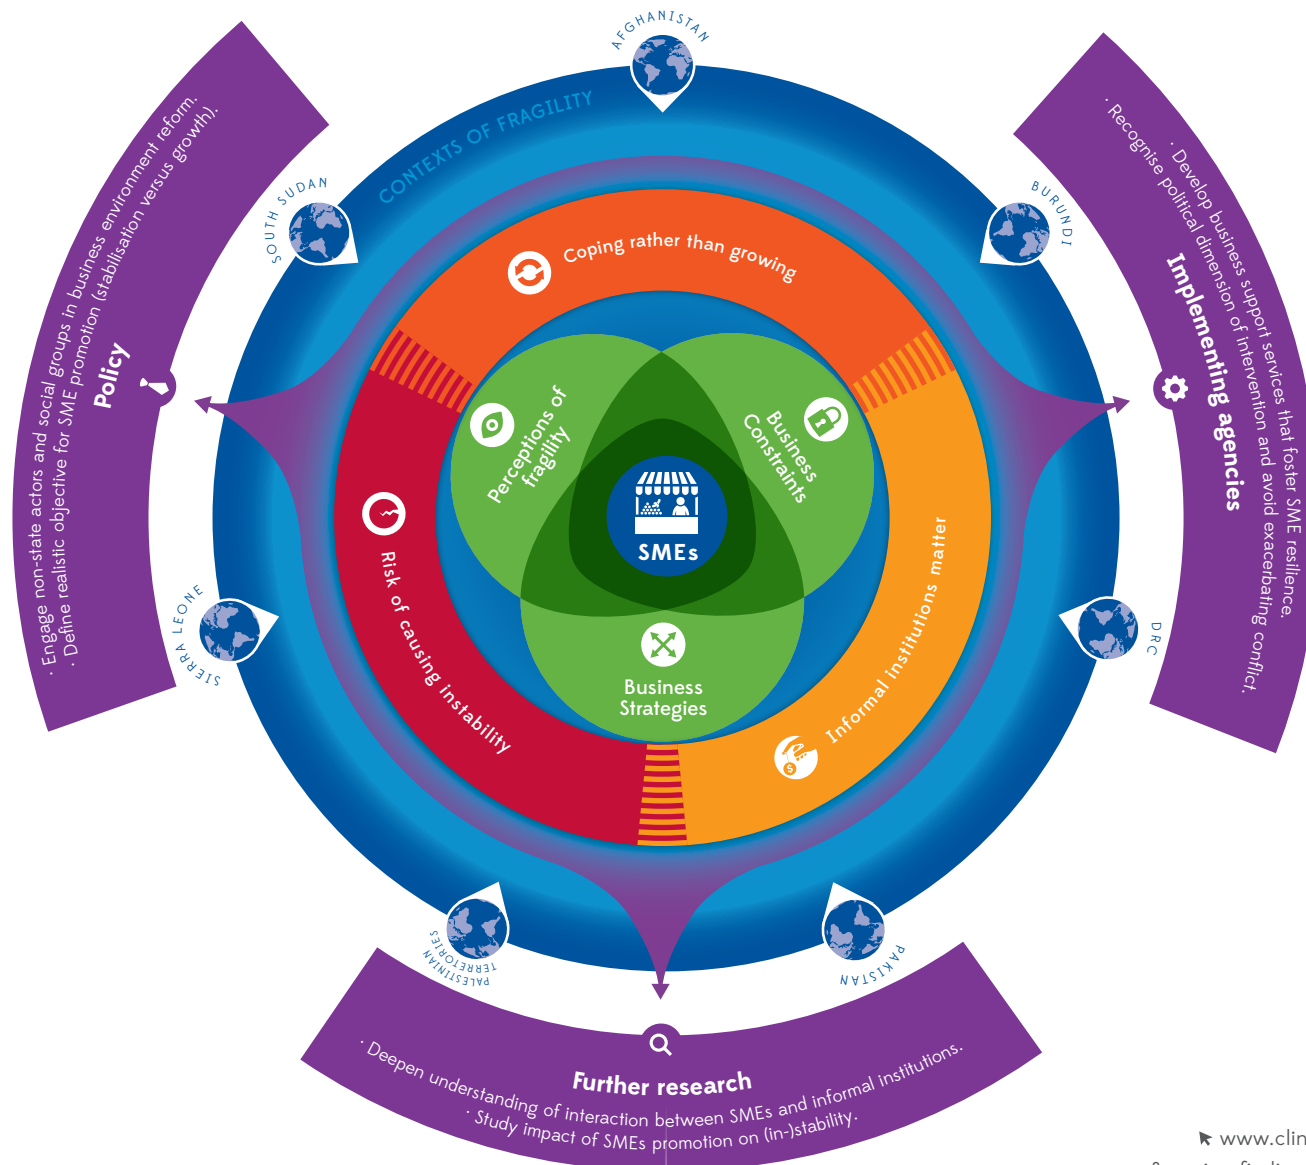 AFGHANISTAN
CONTEXTS OF FRAGILITY
SOUTH SUDAN
BURUNDI
SIERRA LEONE
DRC
PALESTINIAN
TERRETORIES
PAKISTAN
Coping rather than growing
Risk of causing instability
Informal institutions matter
Perceptions of
fragility
Business
Constraints
SMEs
Business
Strategies
Policy
· Engage non-state actors and social groups in business environment reform.
· Define realistic objective for SME promotion (stabilisation versus growth).
· Develop business support services that foster SME resilience.
· Recognise political dimension of intervention and avoid exacerbating conflict.
Implementing agencies
Further research
· Deepen understanding of interaction between SMEs and informal institutions.
· Study impact of SMEs promotion on (in-)stability.
www.clin